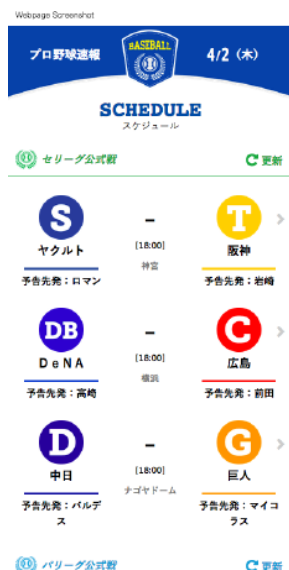 Webpage Screenshot
プロ野球速報
BASEBALL
4/2 (木)
SCHEDULE
スケジュール
セリーグ公式戦
更新
S
–
T
ヤクルト
[18:00]
阪神
神宮
予告先発：ロマン
予告先発：岩崎
DB
–
C
DeNA
[18:00]
広島
横浜
予告先発：高崎
予告先発：前田
D
–
G
中日
[18:00]
巨人
ナゴヤドーム
予告先発：バルデ
ス
予告先発：マイコ
ラス
パリーグ公式戦
更新